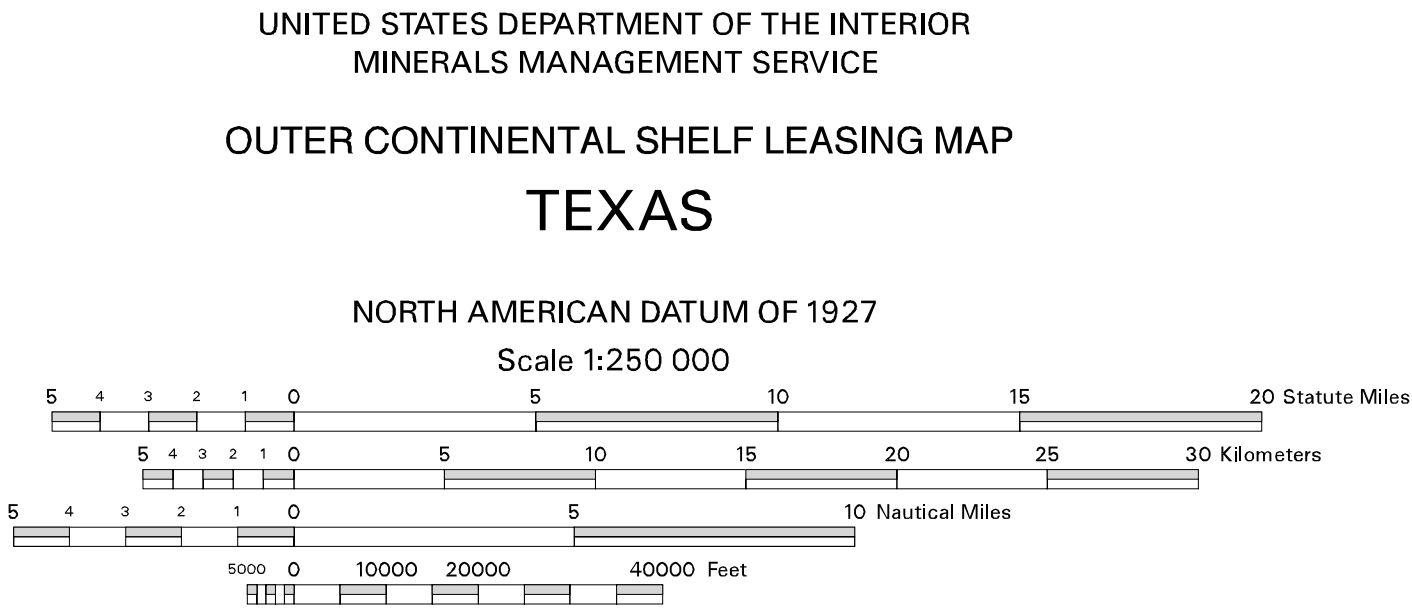 UNITED STATES DEPARTMENT OF THE INTERIOR
MINERALS MANAGEMENT SERVICE
OUTER CONTINENTAL SHELF LEASING MAP
TEXAS
NORTH AMERICAN DATUM OF 1927
Scale 1:250 000
5 4 3 2 1 0 5 10 15 20 Statute Miles
5 4 3 2 1 0 5 10 15 20 25 30 Kilometers
5 4 3 2 1 0 5 10 Nautical Miles
5000 0 10000 20000 40000 Feet